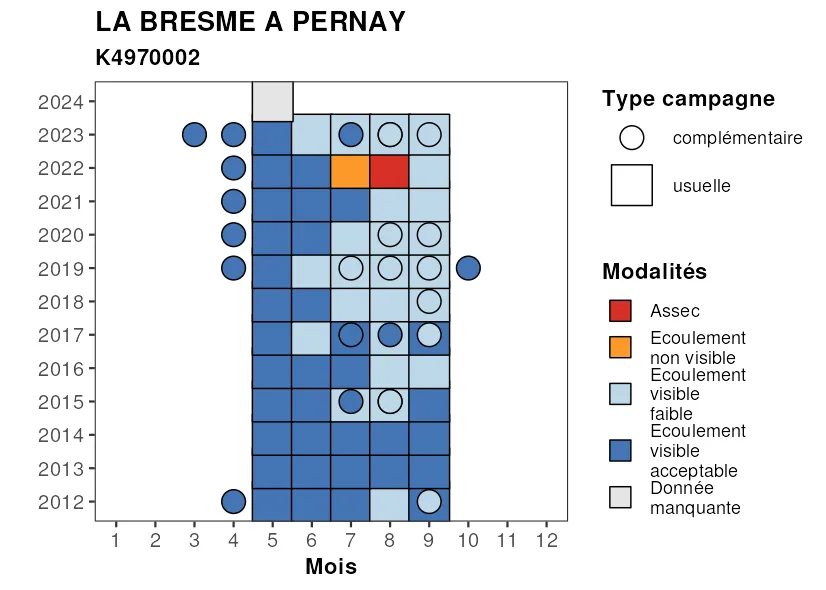 LA BRESME A PERNAY
K4970002
2024
2023
2022
2021
2020
2019
2018
2017
2016
2015
2014
2013
2012
1 2 3 4 5 6 7 8 9 10 11 12
Mois
Type campagne
complémentaire
usuelle
Modalités
Assec
Ecoulement
non visible
Ecoulement
visible
faible
Ecoulement
visible
acceptable
Donnée
manquante